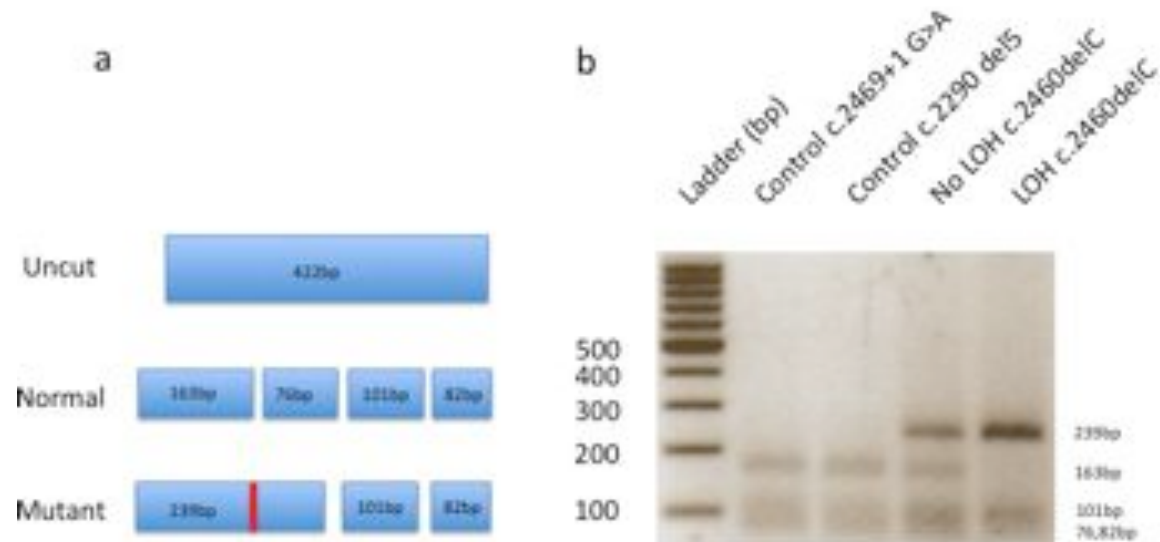 a
Uncut
422bp
Normal
163bp 76bp 101bp 82bp
Mutant
239bp 101bp 82bp
b
Ladder (bp)
Control c.2469+1 G>A
Control c.2290 del5
No LOH c.2460delC
LOH c.2460delC
500
400
300
200
100
239bp
163bp
101bp
76,82bp